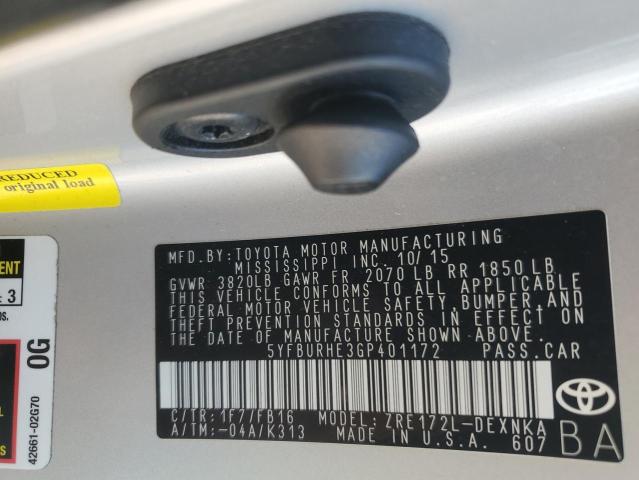 REDUCED
original load
ENT
: 3
os.
OG
S
42661-02G70
MFD.BY: TOYOTA MOTOR MANUFACTURING
MISSISSIPPI INC. 10/15
GVWR 3820LB GAWR FR 2070 LB RR 1850 LB
THIS VEHICLE CONFORMS TO ALL APPLICABLE
FEDERAL MOTOR VEHICLE SAFETY, BUMPER, AND
THEFT PREVENTION STANDARDS IN EFFECT ON
THE DATE OF MANUFACTURE SHOWN ABOVE.
5YFBURHE3GP401172 PASS.CAR
C/TR: 1F7/FB16 MODEL: ZRE172L-DEXNKA
A/TM:-04A/K313 MADE IN U.S.A. 607
TOYOTA
BA